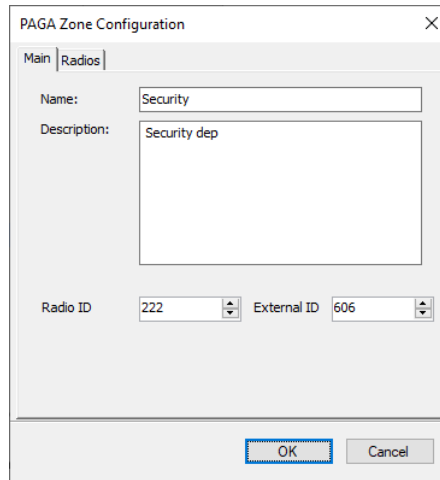 PAGA Zone Configuration
Main Radios
Name: Security
Description: Security dep
Radio ID 222 External ID 606
OK Cancel